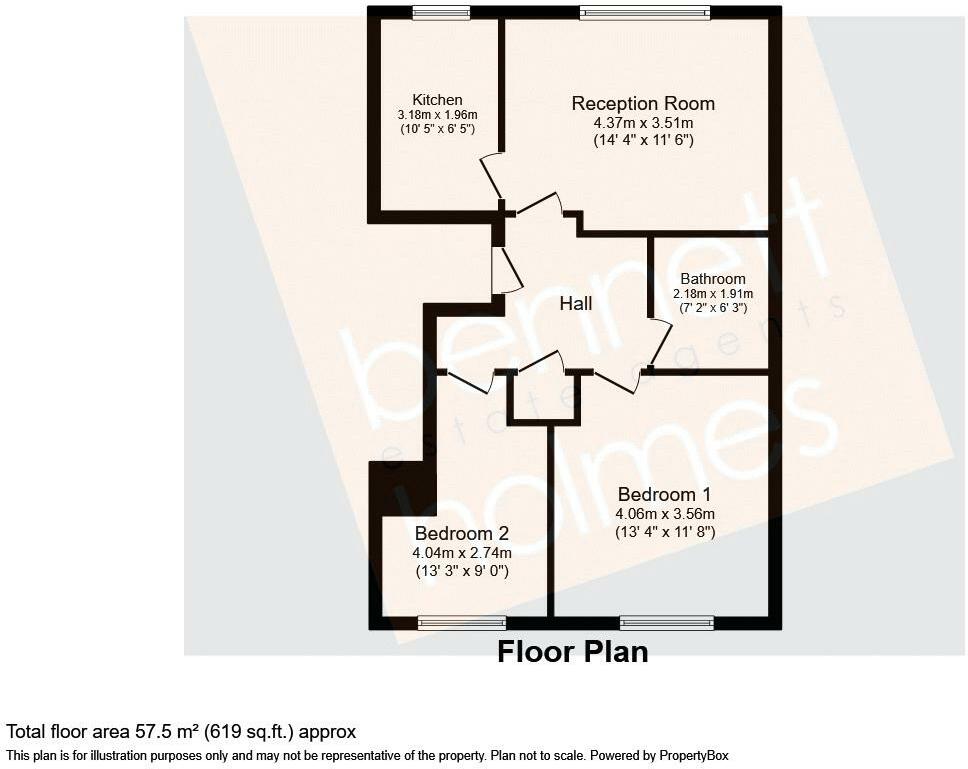 Kitchen
3.18m x 1.96m
(10' 5" x 6' 5")
Reception Room
4.37m x 3.51m
(14' 4" x 11' 6")
Bathroom
2.18m x 1.91m
(7' 2" x 6' 3")
Hall
bennett
estate agents
holmes
Bedroom 1
4.06m x 3.56m
(13' 4" x 11' 8")
Bedroom 2
4.04m x 2.74m
(13' 3" x 9' 0")
Floor Plan
Total floor area 57.5 m² (619 sq.ft.) approx
This plan is for illustration purposes only and may not be representative of the property. Plan not to scale. Powered by PropertyBox